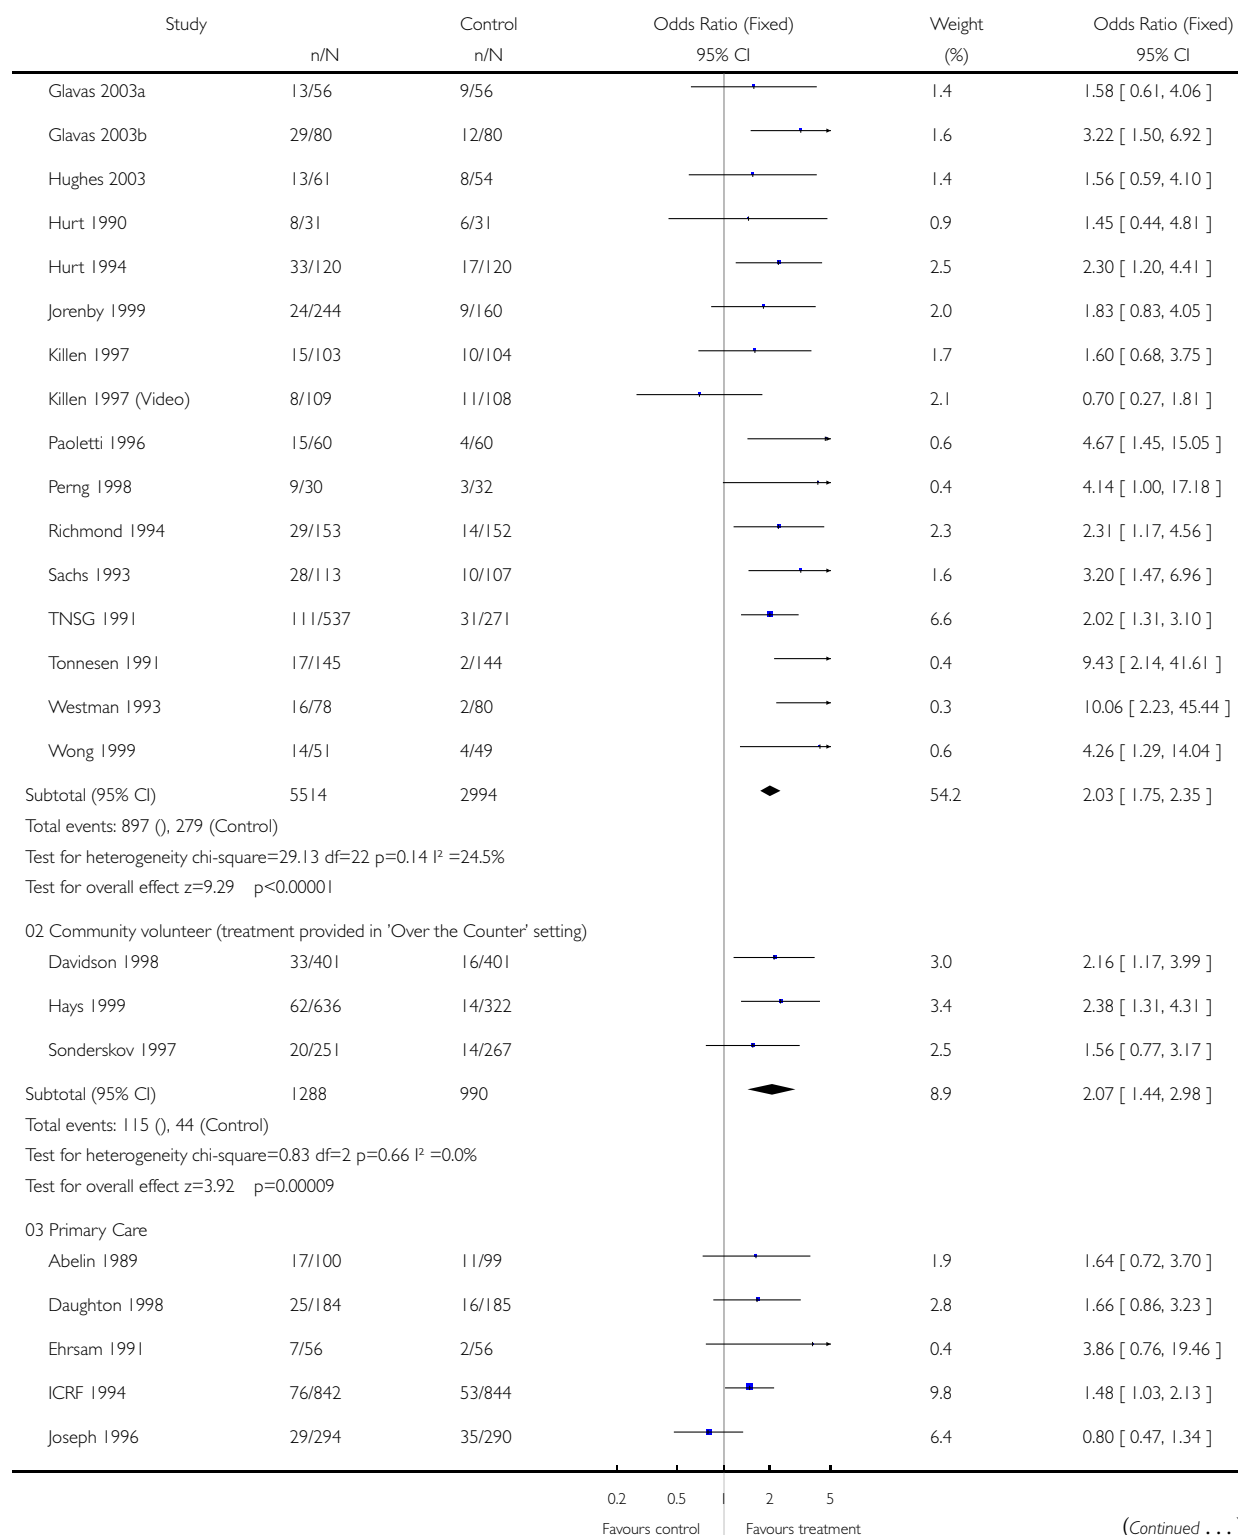 Study Control Odds Ratio (Fixed) Weight Odds Ratio (Fixed)
n/N n/N 95% CI (%) 95% CI
Glavas 2003a 13/56 9/56 1.4 1.58 [ 0.61, 4.06 ]
Glavas 2003b 29/80 12/80 1.6 3.22 [ 1.50, 6.92 ]
Hughes 2003 13/61 8/54 1.4 1.56 [ 0.59, 4.10 ]
Hurt 1990 8/31 6/31 0.9 1.45 [ 0.44, 4.81 ]
Hurt 1994 33/120 17/120 2.5 2.30 [ 1.20, 4.41 ]
Jorenby 1999 24/244 9/160 2.0 1.83 [ 0.83, 4.05 ]
Killen 1997 15/103 10/104 1.7 1.60 [ 0.68, 3.75 ]
Killen 1997 (Video) 8/109 11/108 2.1 0.70 [ 0.27, 1.81 ]
Paoletti 1996 15/60 4/60 0.6 4.67 [ 1.45, 15.05 ]
Perng 1998 9/30 3/32 0.4 4.14 [ 1.00, 17.18 ]
Richmond 1994 29/153 14/152 2.3 2.31 [ 1.17, 4.56 ]
Sachs 1993 28/113 10/107 1.6 3.20 [ 1.47, 6.96 ]
TNSG 1991 111/537 31/271 6.6 2.02 [ 1.31, 3.10 ]
Tonnesen 1991 17/145 2/144 0.4 9.43 [ 2.14, 41.61 ]
Westman 1993 16/78 2/80 0.3 10.06 [ 2.23, 45.44 ]
Wong 1999 14/51 4/49 0.6 4.26 [ 1.29, 14.04 ]
Subtotal (95% CI) 5514 2994 54.2 2.03 [ 1.75, 2.35 ]
Total events: 897 (), 279 (Control)
Test for heterogeneity chi-square=29.13 df=22 p=0.14 I² =24.5%
Test for overall effect z=9.29 p<0.00001
02 Community volunteer (treatment provided in 'Over the Counter' setting)
Davidson 1998 33/401 16/401 3.0 2.16 [ 1.17, 3.99 ]
Hays 1999 62/636 14/322 3.4 2.38 [ 1.31, 4.31 ]
Sonderskov 1997 20/251 14/267 2.5 1.56 [ 0.77, 3.17 ]
Subtotal (95% CI) 1288 990 8.9 2.07 [ 1.44, 2.98 ]
Total events: 115 (), 44 (Control)
Test for heterogeneity chi-square=0.83 df=2 p=0.66 I² =0.0%
Test for overall effect z=3.92 p=0.00009
03 Primary Care
Abelin 1989 17/100 11/99 1.9 1.64 [ 0.72, 3.70 ]
Daughton 1998 25/184 16/185 2.8 1.66 [ 0.86, 3.23 ]
Ehrsam 1991 7/56 2/56 0.4 3.86 [ 0.76, 19.46 ]
ICRF 1994 76/842 53/844 9.8 1.48 [ 1.03, 2.13 ]
Joseph 1996 29/294 35/290 6.4 0.80 [ 0.47, 1.34 ]
0.2 0.5 1 2 5
Favours control Favours treatment (Continued . . .